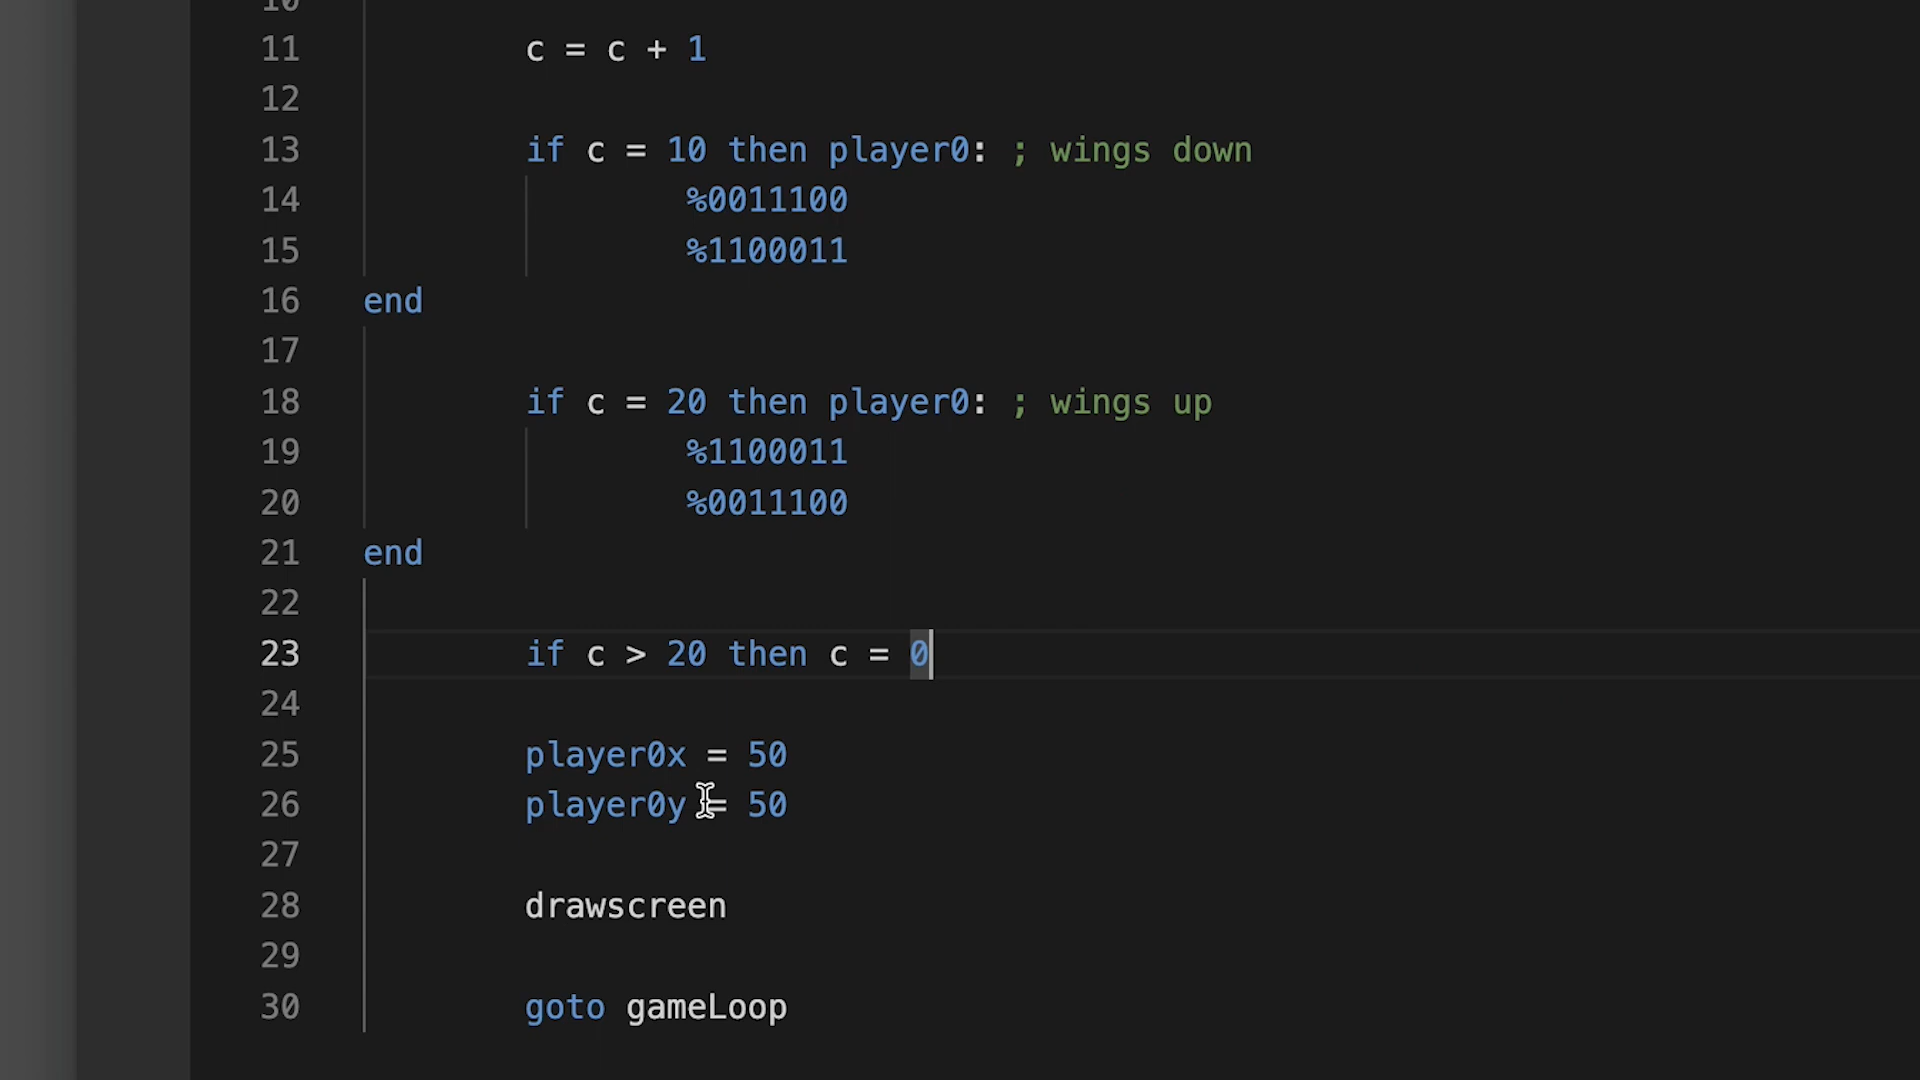 10
11 c = c + 1
12
13 if c = 10 then player0: ; wings down
14 %0011100
15 %1100011
16 end
17
18 if c = 20 then player0: ; wings up
19 %1100011
20 %0011100
21 end
22
23 if c > 20 then c = 0
24
25 player0x = 50
26 player0y = 50
27
28 drawscreen
29
30 goto gameLoop